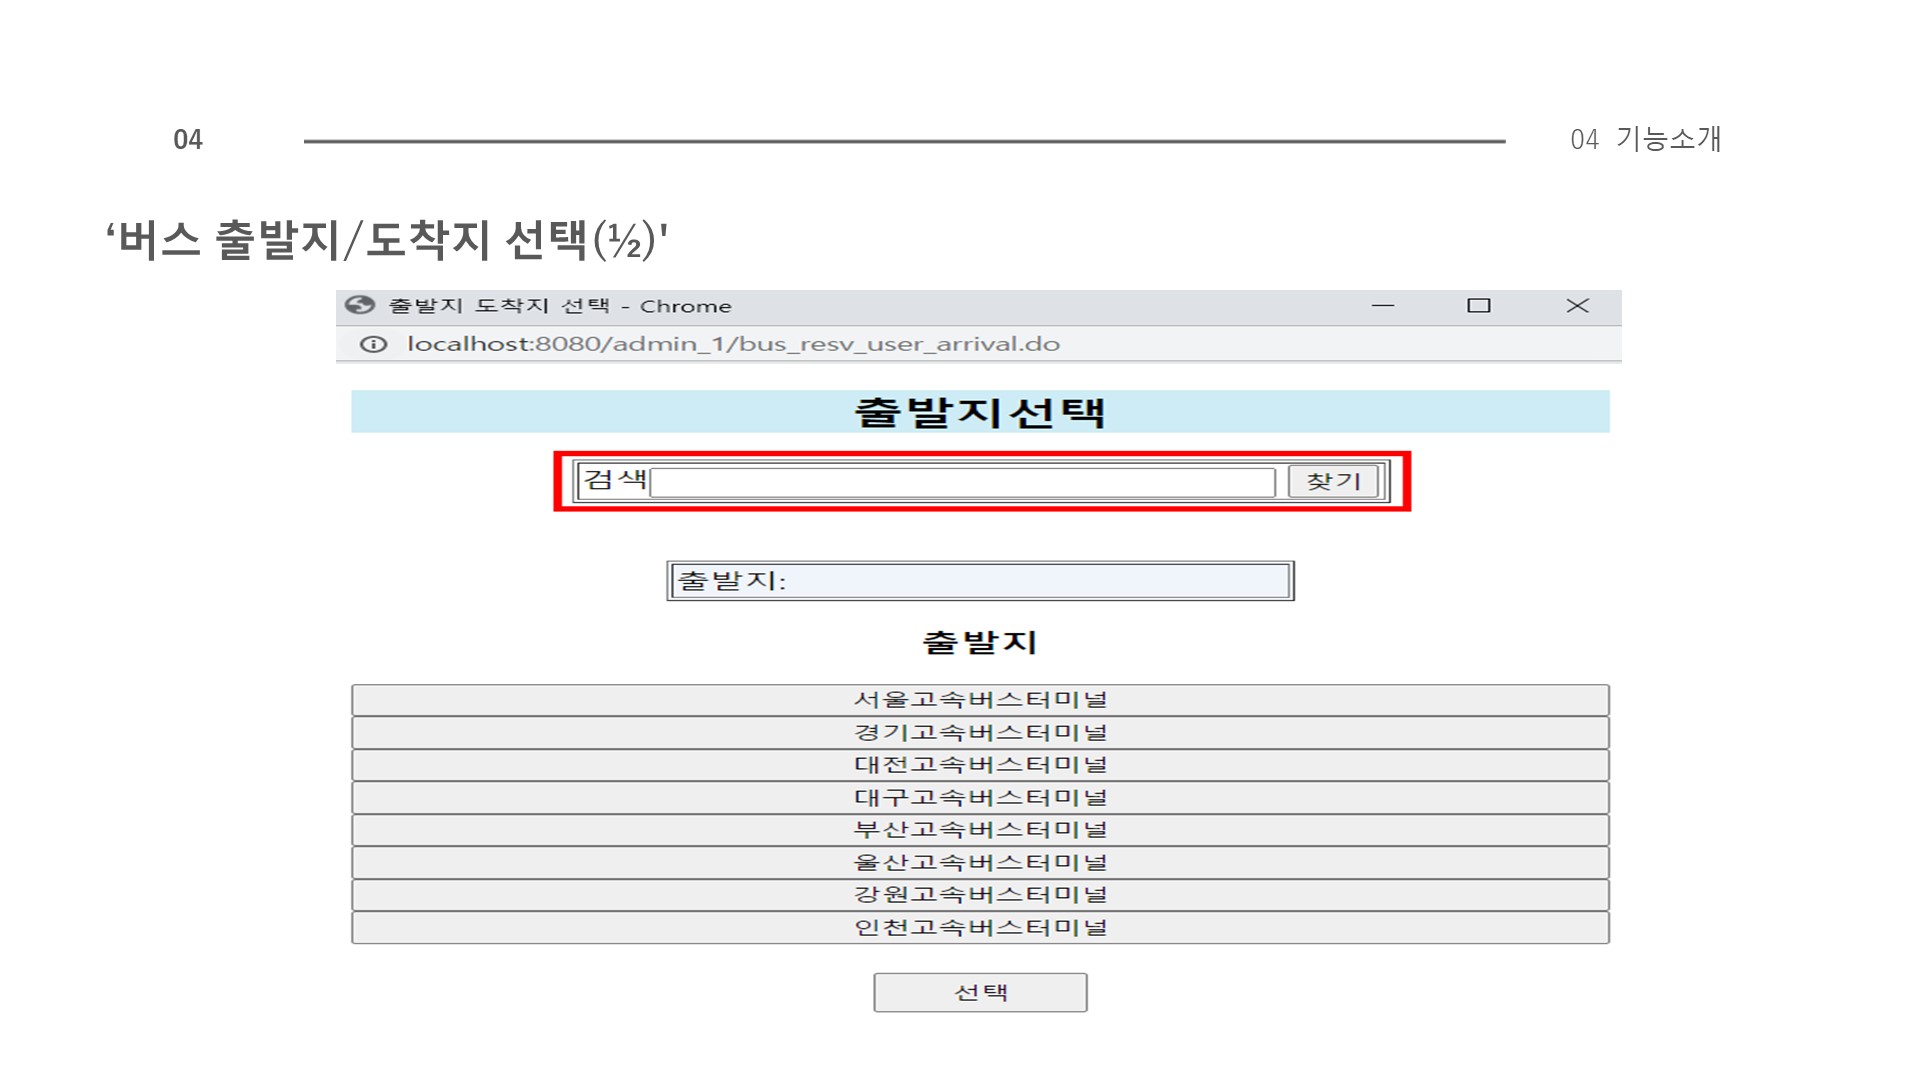 04
04 기능소개
‘버스 출발지/도착지 선택(½)'
출발지 도착지 선택 - Chrome
localhost:8080/admin_1/bus_resv_user_arrival.do
출발지선택
검색 찾기
출발지:
출발지
서울고속버스터미널
경기고속버스터미널
대전고속버스터미널
대구고속버스터미널
부산고속버스터미널
울산고속버스터미널
강원고속버스터미널
인천고속버스터미널
선택